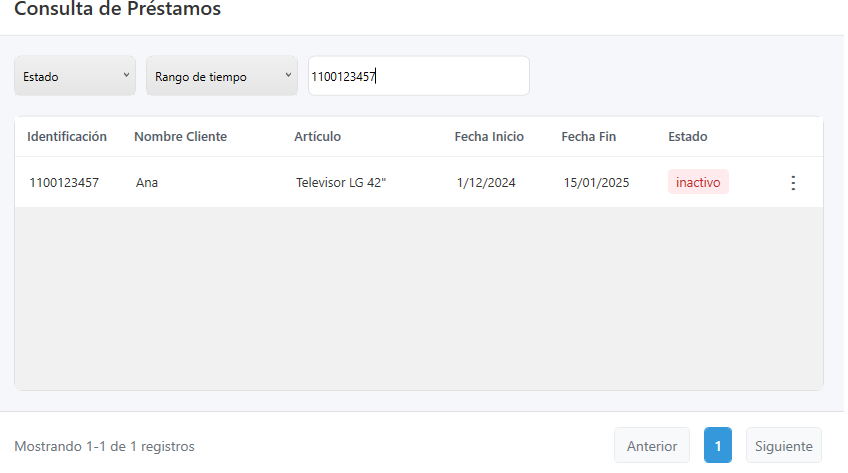 Consulta de Préstamos
Estado Rango de tiempo 1100123457
Identificación Nombre Cliente Artículo Fecha Inicio Fecha Fin Estado
1100123457 Ana Televisor LG 42" 1/12/2024 15/01/2025 inactivo
Mostrando 1-1 de 1 registros Anterior 1 Siguiente